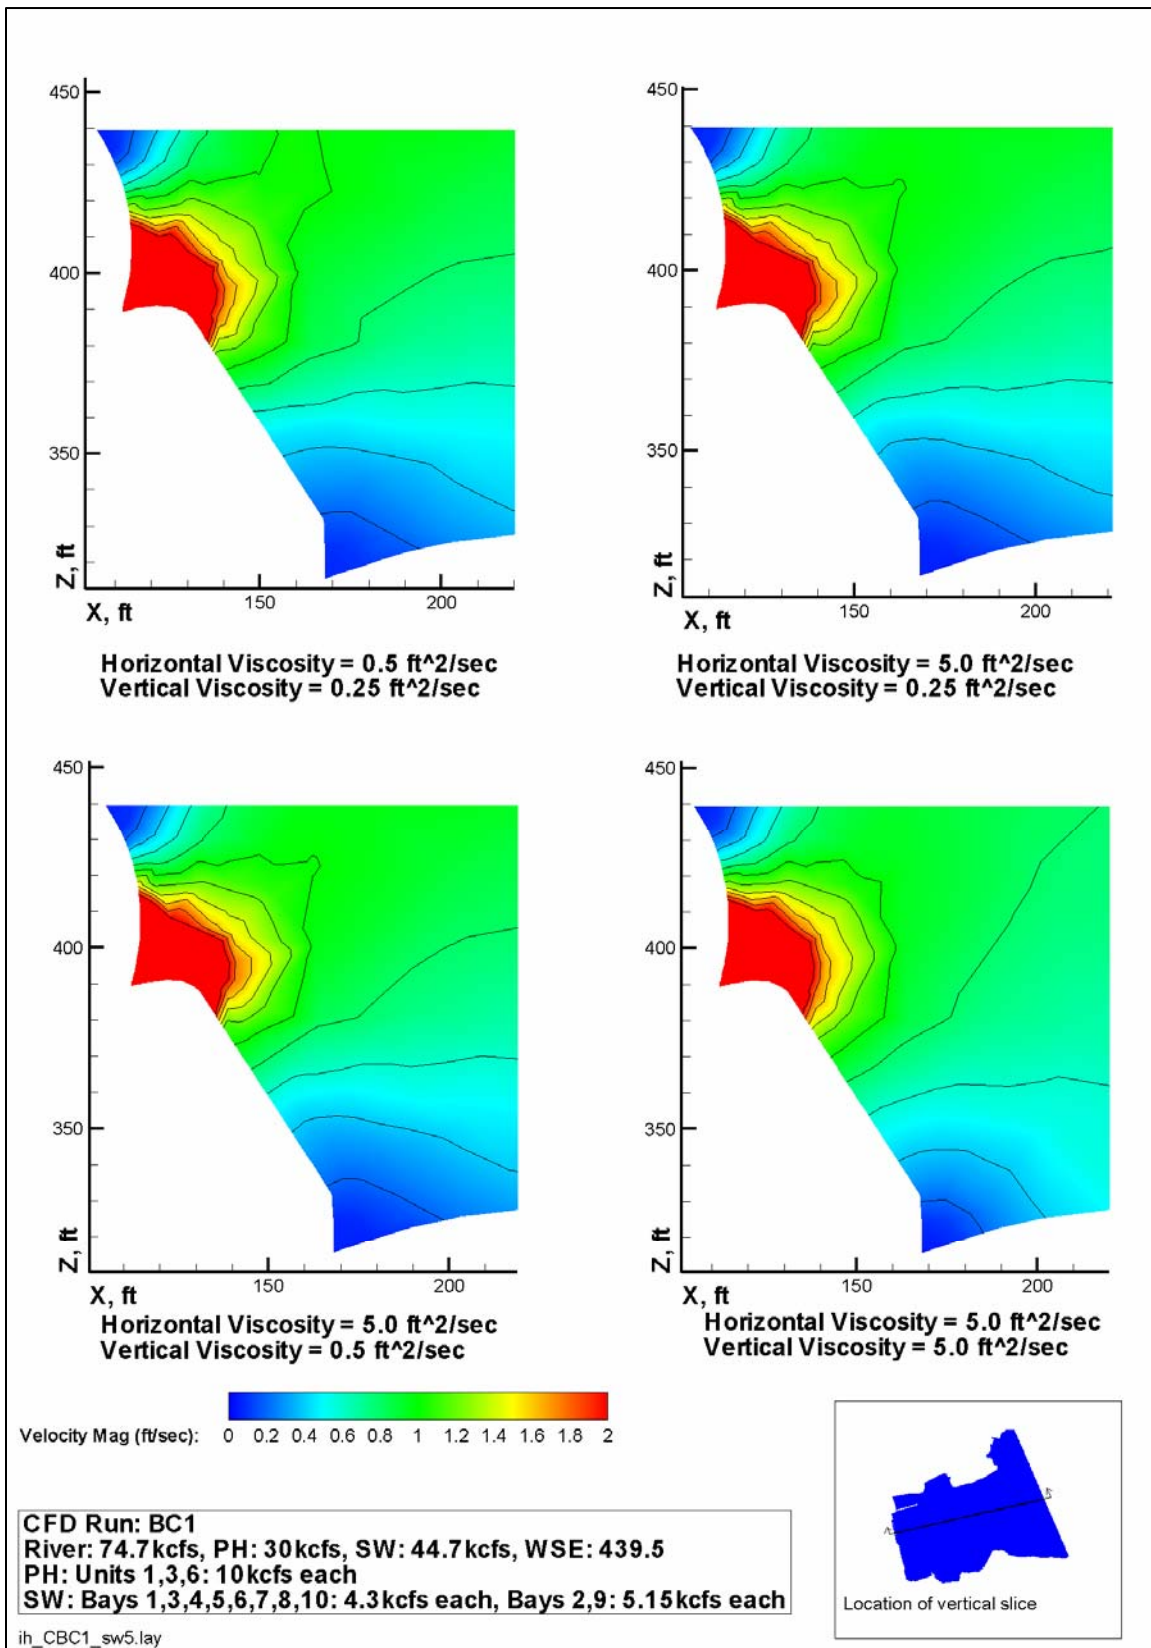 450
400
350
Z, ft
150
200
X, ft
Horizontal Viscosity = 0.5 ft^2/sec
Vertical Viscosity = 0.25 ft^2/sec
450
400
350
Z, ft
150
200
X, ft
Horizontal Viscosity = 5.0 ft^2/sec
Vertical Viscosity = 0.25 ft^2/sec
450
400
350
Z, ft
150
200
X, ft
Horizontal Viscosity = 5.0 ft^2/sec
Vertical Viscosity = 0.5 ft^2/sec
450
400
350
Z, ft
150
200
X, ft
Horizontal Viscosity = 5.0 ft^2/sec
Vertical Viscosity = 5.0 ft^2/sec
Velocity Mag (ft/sec): 0 0.2 0.4 0.6 0.8 1 1.2 1.4 1.6 1.8 2
CFD Run: BC1
River: 74.7kcfs, PH: 30kcfs, SW: 44.7kcfs, WSE: 439.5
PH: Units 1,3,6: 10kcfs each
SW: Bays 1,3,4,5,6,7,8,10: 4.3kcfs each, Bays 2,9: 5.15kcfs each
Location of vertical slice
ih_CBC1_sw5.lay